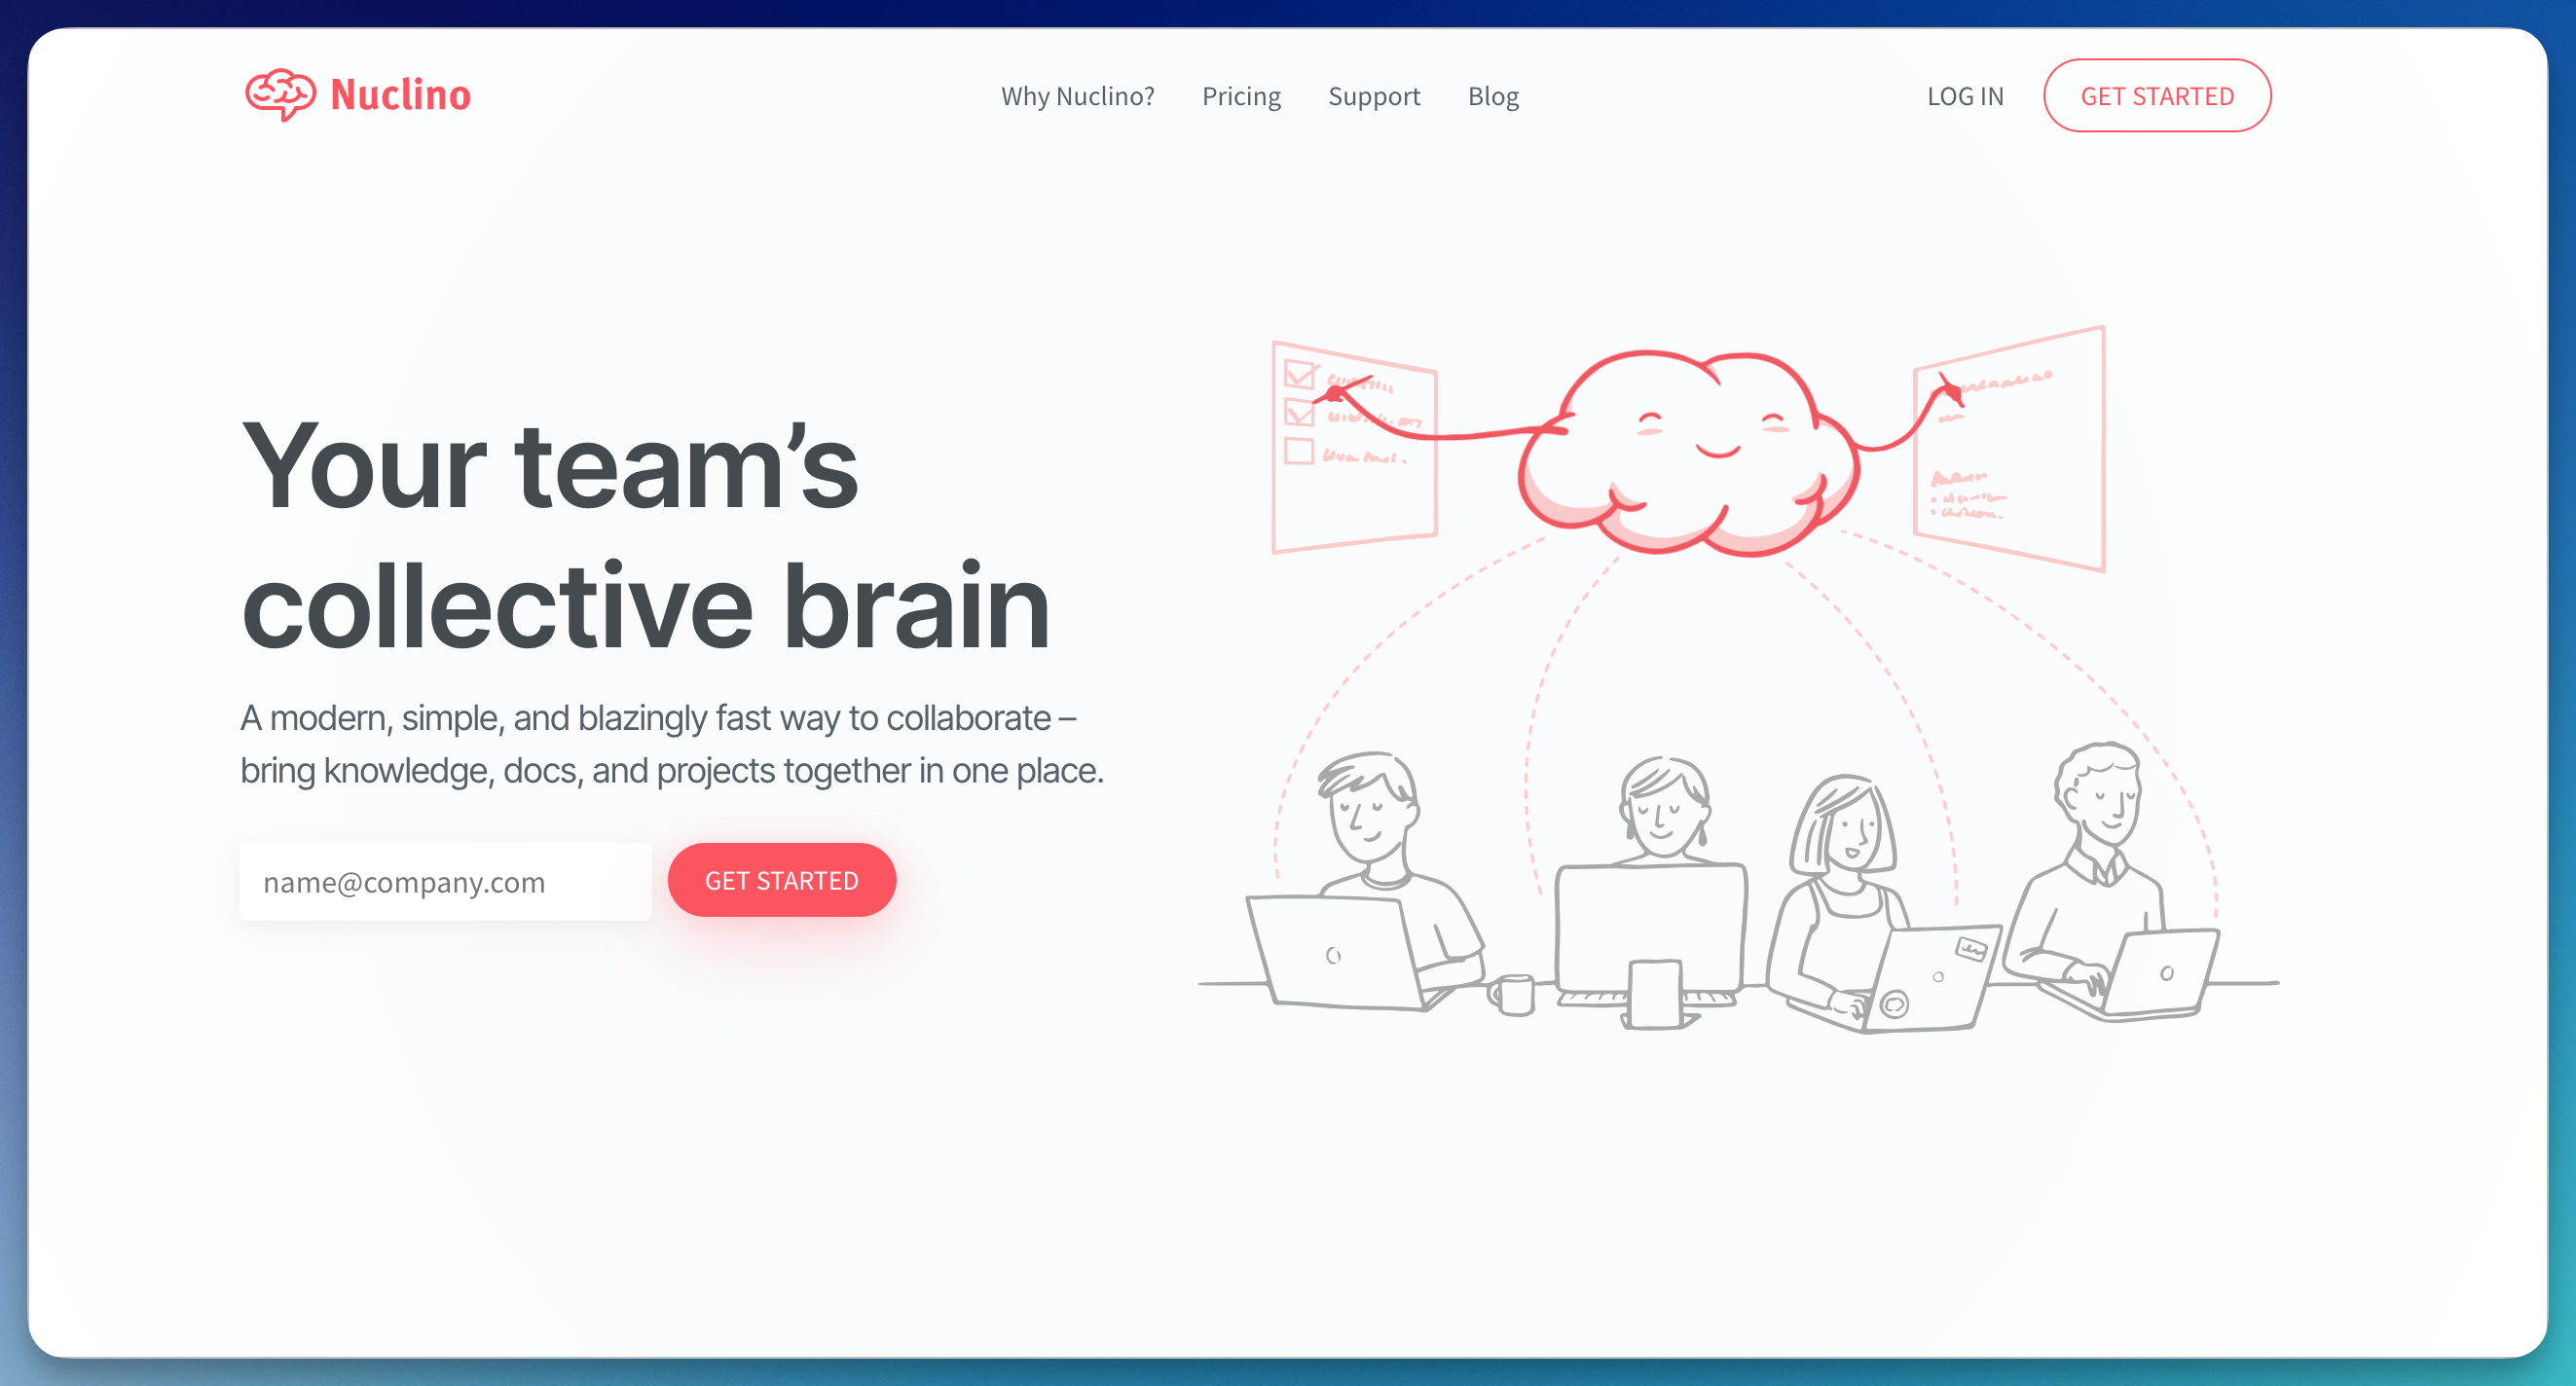 Nuclino
Why Nuclino?
Pricing
Support
Blog
LOG IN
GET STARTED
Your team’s
collective brain
A modern, simple, and blazingly fast way to collaborate –
bring knowledge, docs, and projects together in one place.
name@company.com
GET STARTED